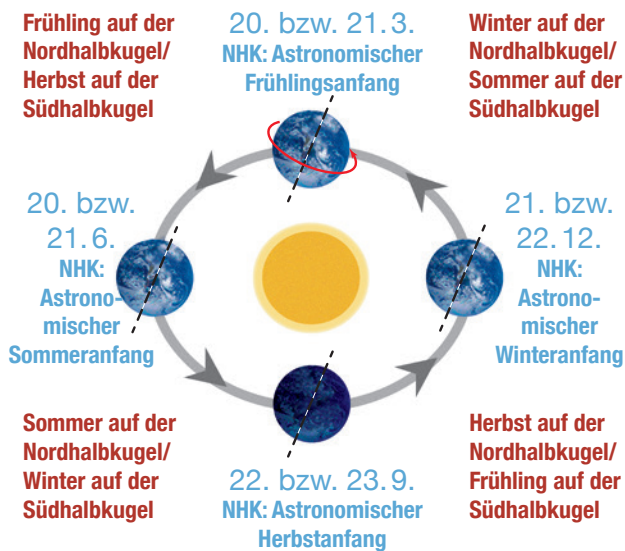 Frühling auf der
Nordhalbkugel/
Herbst auf der
Südhalbkugel
20. bzw. 21.3.
NHK: Astronomischer
Frühlingsanfang
Winter auf der
Nordhalbkugel/
Sommer auf der
Südhalbkugel
20. bzw.
21.6.
NHK:
Astrono-
mischer
Sommeranfang
21. bzw.
22.12.
NHK:
Astrono-
mischer
Winteranfang
Sommer auf der
Nordhalbkugel/
Winter auf der
Südhalbkugel
22. bzw. 23.9.
NHK: Astronomischer
Herbstanfang
Herbst auf der
Nordhalbkugel/
Frühling auf der
Südhalbkugel